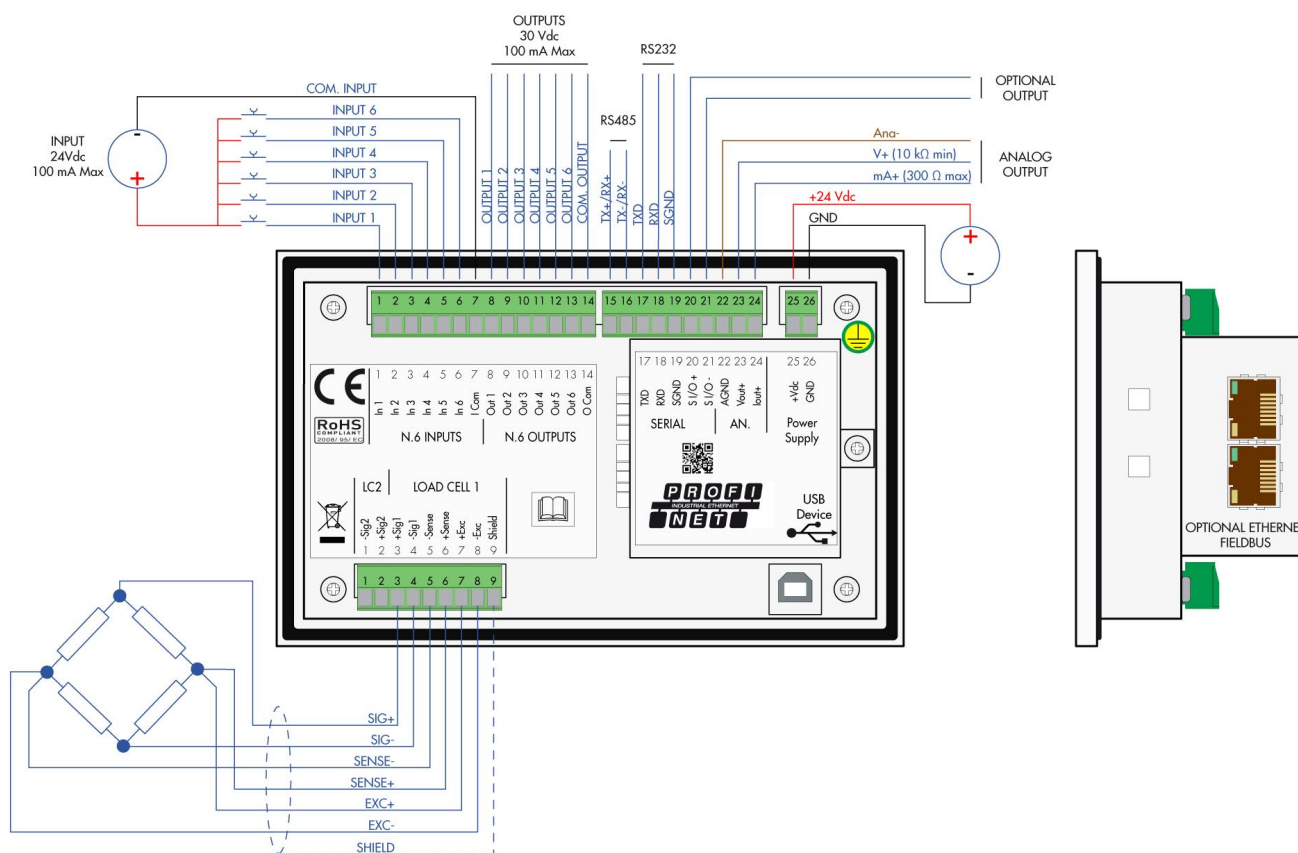 OUTPUTS
30 Vdc
100 mA Max
RS232
COM. INPUT
INPUT 6
INPUT 5
INPUT 4
INPUT 3
INPUT 2
INPUT 1
INPUT
24Vdc
100 mA Max
-
+
OUTPUT 1
OUTPUT 2
OUTPUT 3
OUTPUT 4
OUTPUT 5
OUTPUT 6
COM. OUTPUT
RS485
TX+/RX+
TX-/RX-
TXD
RXD
SGND
OPTIONAL
OUTPUT
Ana-
V+ (10 kΩ min)
mA+ (300 Ω max)
ANALOG
OUTPUT
+24 Vdc
GND
+
-
1 2 3 4 5 6 7 8 9 10 11 12 13 14
15 16 17 18 19 20 21 22 23 24
25 26
CE
RoHS
COMPLIANT
2008/95/EC
1 2 3 4 5 6 7 8 9 10 11 12 13 14
In 1
In 2
In 3
In 4
In 5
In 6
I Com
Out 1
Out 2
Out 3
Out 4
Out 5
Out 6
O Com
N.6 INPUTS
N.6 OUTPUTS
17 18 19 20 21 22 23 24 25 26
TXD
RXD
SGND
S I/O +
S I/O -
AGND
Vout+
Iout+
+Vdc
GND
SERIAL
AN.
Power
Supply
PROFI
INDUSTRIAL ETHERNET
NET
USB
Device
LC2
LOAD CELL 1
-Sig2
+Sig2
+Sig1
-Sig1
-Sense
+Sense
+Exc
-Exc
Shield
1 2 3 4 5 6 7 8 9
1 2 3 4 5 6 7 8 9
OPTIONAL ETHERNE
FIELDBUS
SIG+
SIG-
SENSE-
SENSE+
EXC+
EXC-
SHIELD